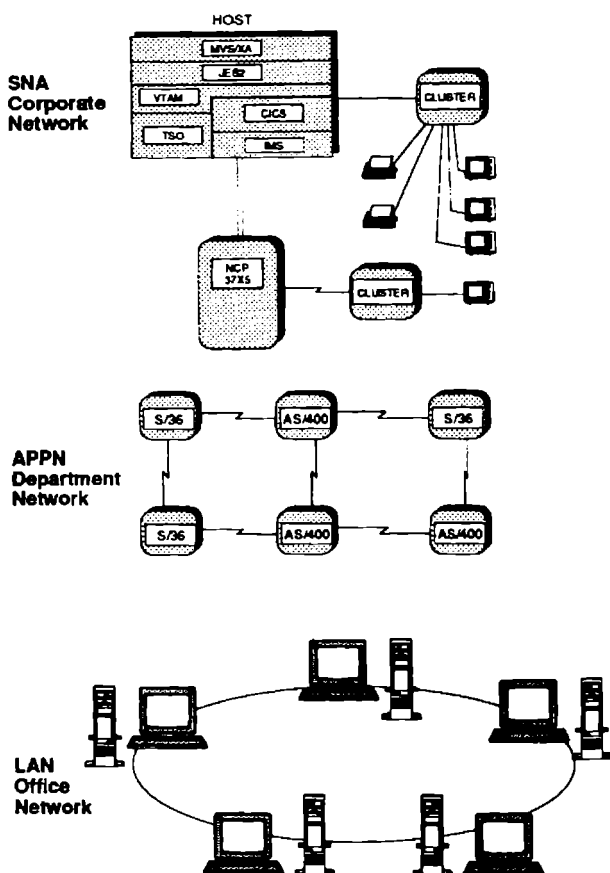 HOST
MVS/XA
JES2
VTAM
CICS
TSO
IMS
SNA
Corporate
Network
CLUSTER
NCP
37X5
CLUSTER
S/36
AS/400
S/36
APPN
Department
Network
S/36
AS/400
AS/400
LAN
Office
Network